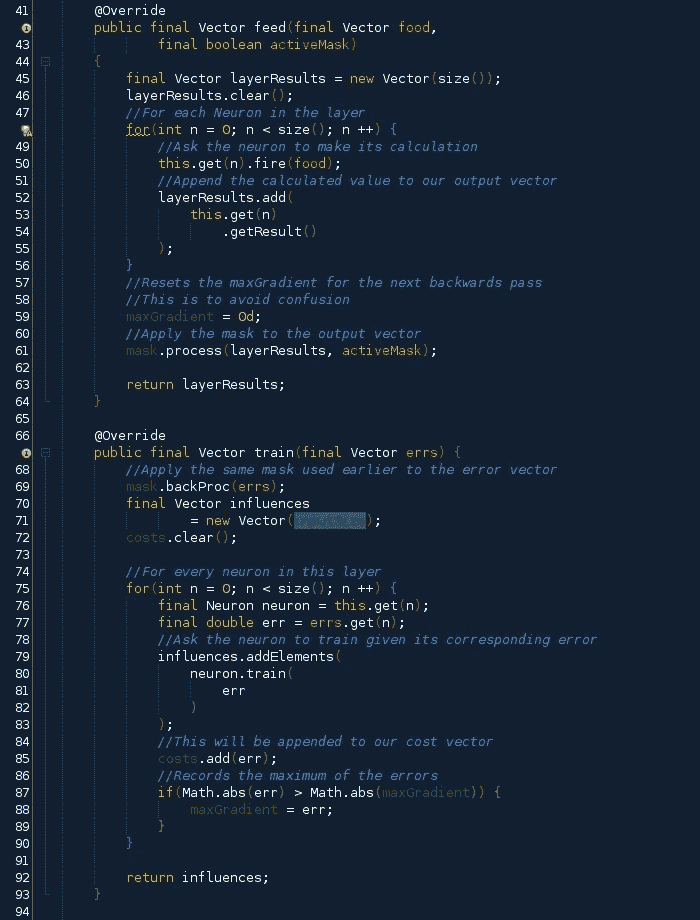 41 @Override
public final Vector feed(final Vector food,
43 final boolean activeMask)
44 {
45 final Vector layerResults = new Vector(size());
46 layerResults.clear();
47 //For each Neuron in the layer
for(int n = 0; n < size(); n ++) {
49 //Ask the neuron to make its calculation
50 this.get(n).fire(food);
51 //Append the calculated value to our output vector
52 layerResults.add(
53 this.get(n)
54 .getResult()
55 );
56 }
57 //Resets the maxGradient for the next backwards pass
58 //This is to avoid confusion
59 maxGradient = 0d;
60 //Apply the mask to the output vector
61 mask.process(layerResults, activeMask);
62
63 return layerResults;
64 }
65
66 @Override
public final Vector train(final Vector errs) {
68 //Apply the same mask used earlier to the error vector
69 mask.backProc(errs);
70 final Vector influences
71 = new Vector();
72 costs.clear();
73
74 //For every neuron in this layer
75 for(int n = 0; n < size(); n ++) {
76 final Neuron neuron = this.get(n);
77 final double err = errs.get(n);
78 //Ask the neuron to train given its corresponding error
79 influences.addElements(
80 neuron.train(
81 err
82 )
83 );
84 //This will be appended to our cost vector
85 costs.add(err);
86 //Records the maximum of the errors
87 if(Math.abs(err) > Math.abs(maxGradient)) {
88 maxGradient = err;
89 }
90 }
91
92 return influences;
93 }
94